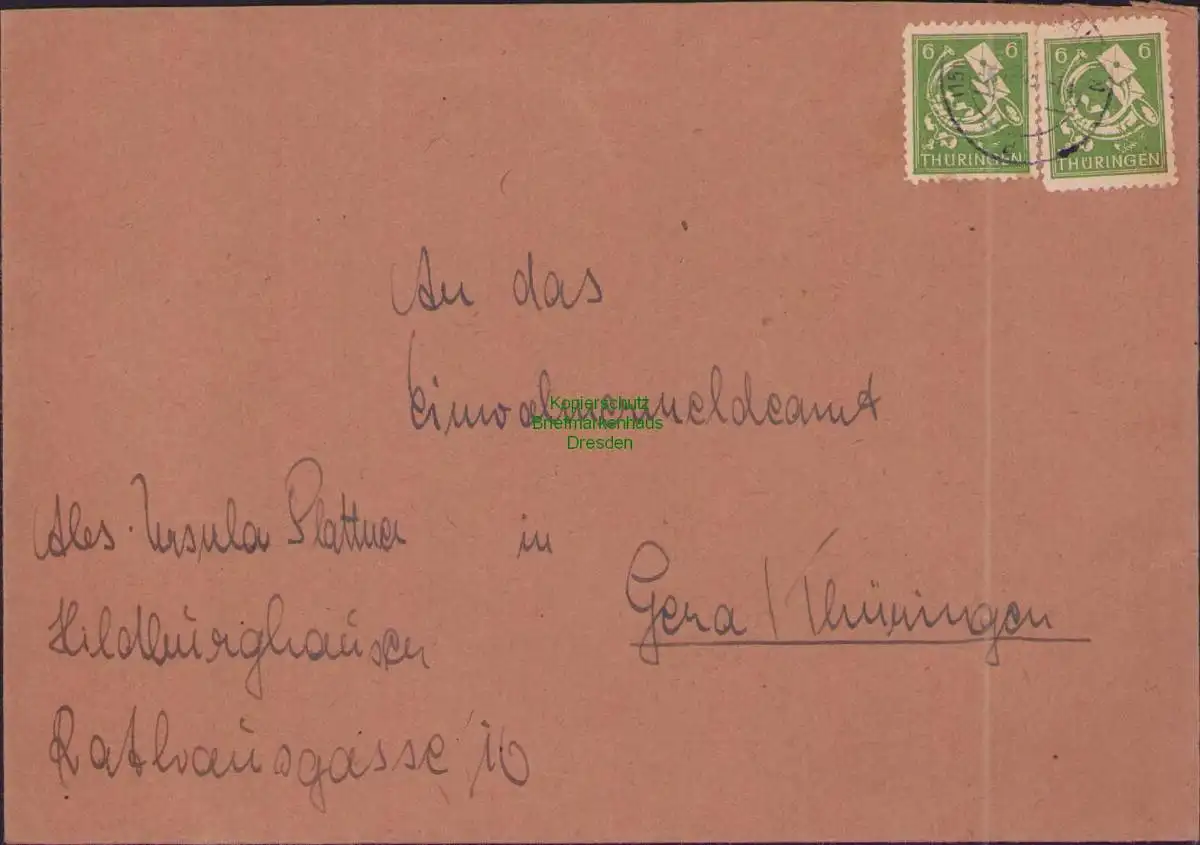 6 6
THÜRINGEN
6 6
THÜRINGEN
An das
Einwohnermeldeamt
in
Gera / Thüringen
Abs. Ursula Plattner
Hildburghausen
Rathausgasse 10
Kopierschutz
Briefmarkenhaus
Dresden